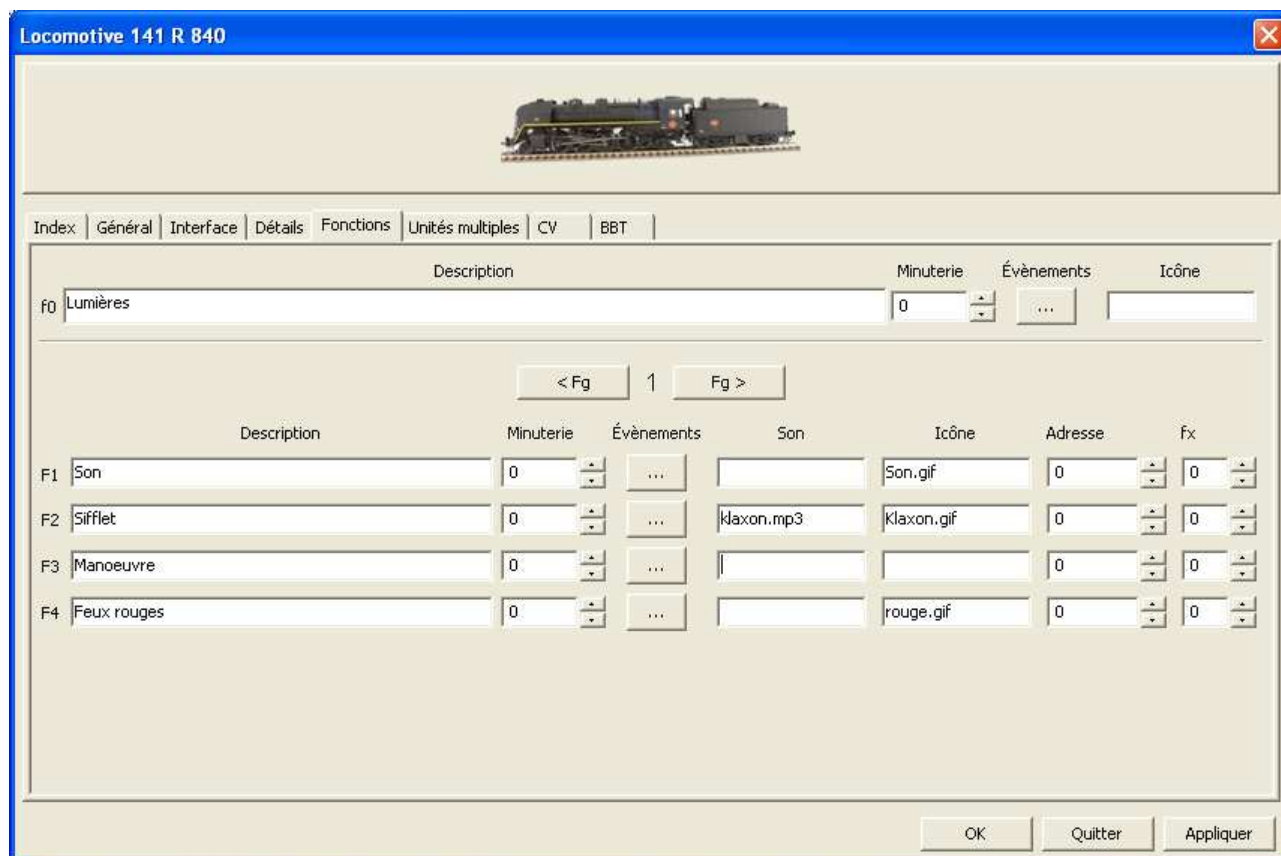 Locomotive 141 R 840
Index Général Interface Détails Fonctions Unités multiples CV BBT
Description Minuterie Évènements Icône
f0 Lumières 0 ...
< Fg 1 Fg >
Description Minuterie Évènements Son Icône Adresse fx
F1 Son 0 ... Son.gif 0 0
F2 Sifflet 0 ... klaxon.mp3 Klaxon.gif 0 0
F3 Manoeuvre 0 ... 0 0
F4 Feux rouges 0 ... rouge.gif 0 0
OK Quitter Appliquer